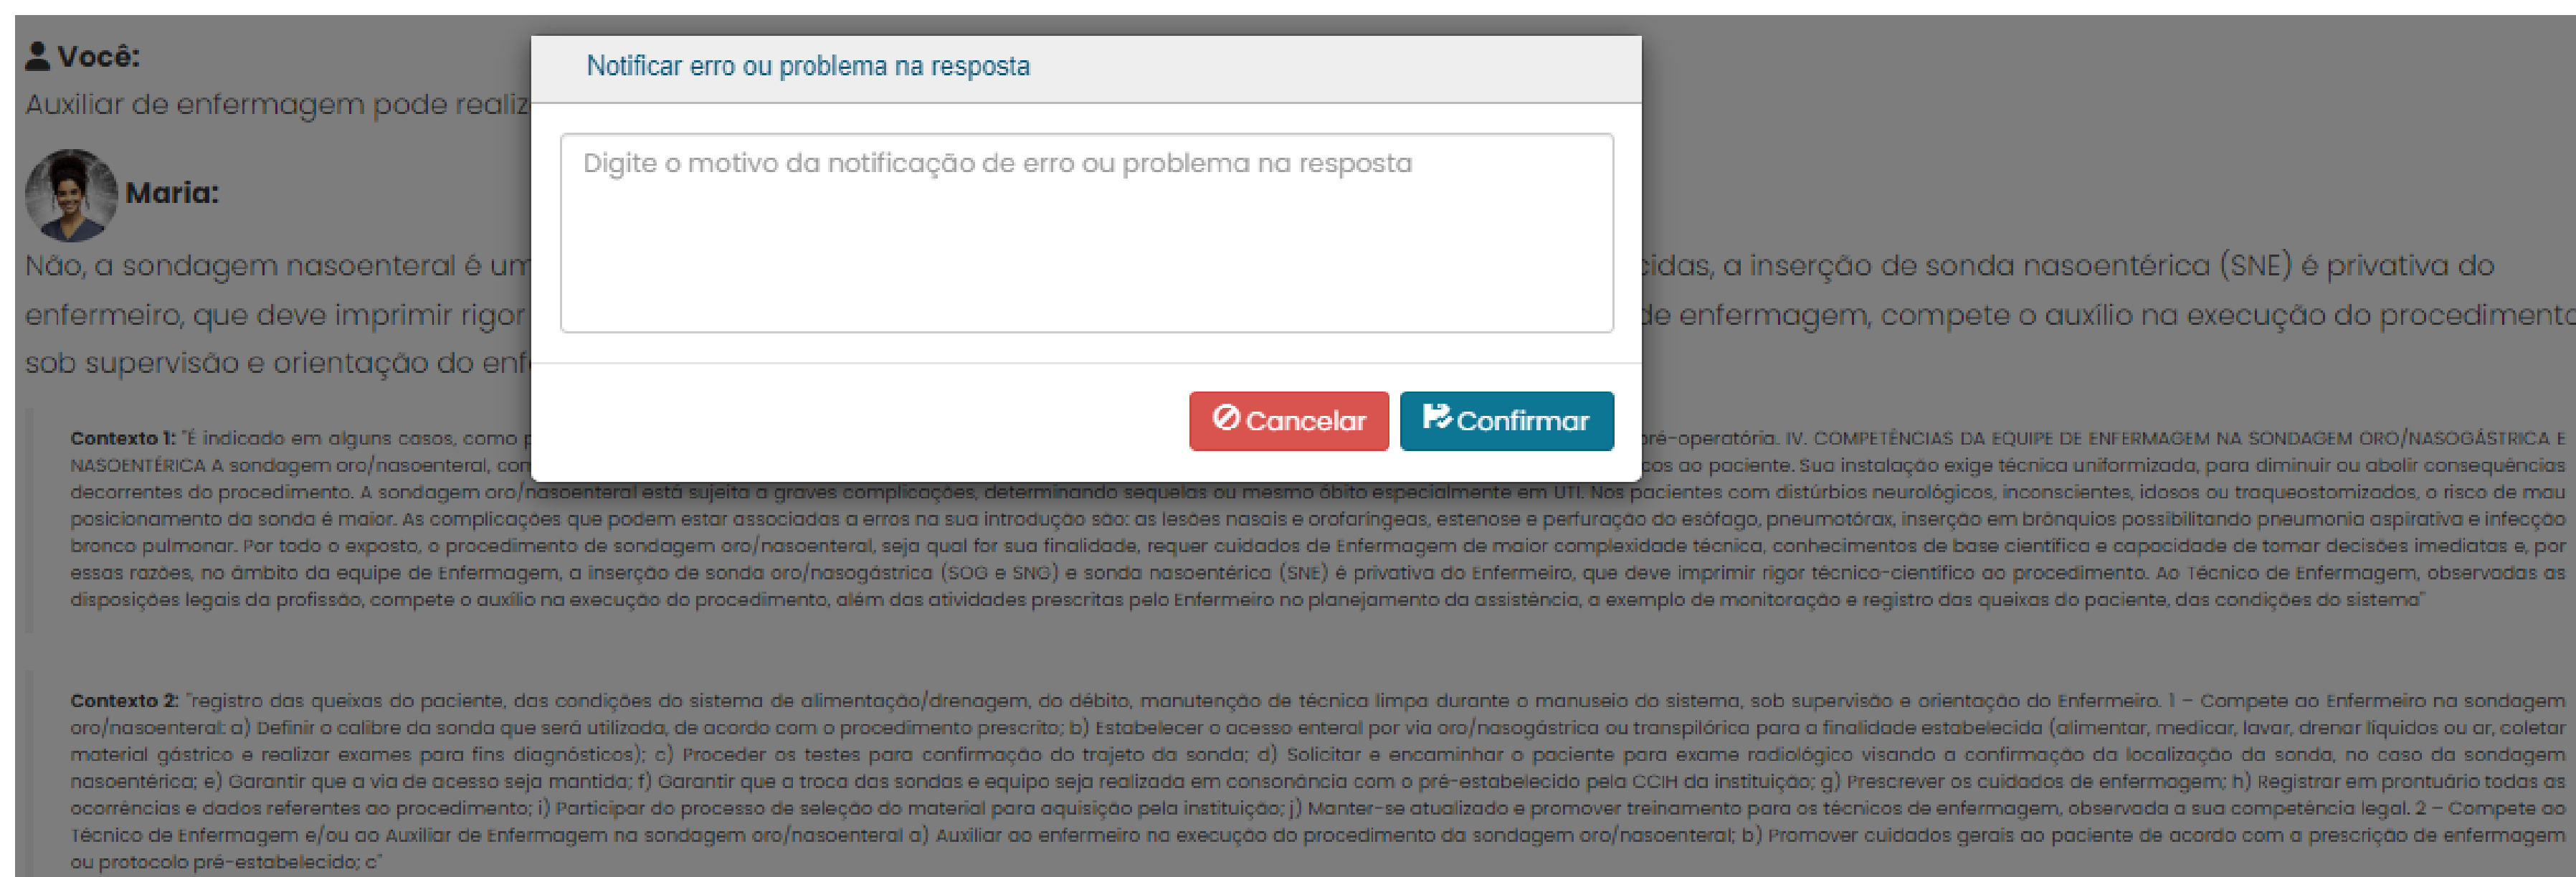 Você:
Auxiliar de enfermagem pode realiz
Notificar erro ou problema na resposta
Digite o motivo da notificação de erro ou problema na resposta
Cancelar
Confirmar
Maria:
Não, a sondagem nasoenteral é um cidas, a inserção de sonda nasoentérica (SNE) é privativa do
enfermeiro, que deve imprimir rigor de enfermagem, compete o auxílio na execução do procedimento
sob supervisão e orientação do enf
Contexto 1: "É indicado em alguns casos, como p pré-operatória. IV. COMPETÊNCIAS DA EQUIPE DE ENFERMAGEM NA SONDAGEM ORO/NASOGÁSTRICA E
NASOENTÉRICA A sondagem oro/nasoenteral, con cos ao paciente. Sua instalação exige técnica uniformizada, para diminuir ou abolir consequências
decorrentes do procedimento. A sondagem oro/nasoenteral está sujeita a graves complicações, determinando sequelas ou mesmo óbito especialmente em UTI. Nos pacientes com distúrbios neurológicos, inconscientes, idosos ou traqueostomizados, o risco de mau
posicionamento da sonda é maior. As complicações que podem estar associadas a erros na sua introdução são: as lesões nasais e orofaríngeas, estenose e perfuração do esôfago, pneumotórax, inserção em brônquios possibilitando pneumonia aspirativa e infecção
bronco pulmonar. Por todo o exposto, o procedimento de sondagem oro/nasoenteral, seja qual for sua finalidade, requer cuidados de Enfermagem de maior complexidade técnica, conhecimentos de base científica e capacidade de tomar decisões imediatas e, por
essas razões, no âmbito da equipe de Enfermagem, a inserção de sonda oro/nasogástrica (SOG e SNG) e sonda nasoentérica (SNE) é privativa do Enfermeiro, que deve imprimir rigor técnico-científico ao procedimento. Ao Técnico de Enfermagem, observadas as
disposições legais da profissão, compete o auxílio na execução do procedimento, além das atividades prescritas pelo Enfermeiro no planejamento da assistência, a exemplo de monitoração e registro das queixas do paciente, das condições do sistema"
Contexto 2: "registro das queixas do paciente, das condições do sistema de alimentação/drenagem, do débito, manutenção de técnica limpa durante o manuseio do sistema, sob supervisão e orientação do Enfermeiro. 1 – Compete ao Enfermeiro na sondagem
oro/nasoenteral: a) Definir o calibre da sonda que será utilizada, de acordo com o procedimento prescrito; b) Estabelecer o acesso enteral por via oro/nasogástrica ou transpilórica para a finalidade estabelecida (alimentar, medicar, lavar, drenar líquidos ou ar, coletar
material gástrico e realizar exames para fins diagnósticos); c) Proceder os testes para confirmação do trajeto da sonda; d) Solicitar e encaminhar o paciente para exame radiológico visando a confirmação da localização da sonda, no caso da sondagem
nasoentérica; e) Garantir que a via de acesso seja mantida; f) Garantir que a troca das sondas e equipo seja realizada em consonância com o pré-estabelecido pela CCIH da instituição; g) Prescrever os cuidados de enfermagem; h) Registrar em prontuário todas as
ocorrências e dados referentes ao procedimento; i) Participar do processo de seleção do material para aquisição pela instituição; j) Manter-se atualizado e promover treinamento para os técnicos de enfermagem, observada a sua competência legal. 2 – Compete ao
Técnico de Enfermagem e/ou ao Auxiliar de Enfermagem na sondagem oro/nasoenteral a) Auxiliar ao enfermeiro na execução do procedimento da sondagem oro/nasoenteral; b) Promover cuidados gerais ao paciente de acordo com a prescrição de enfermagem
ou protocolo pré-estabelecido; c"